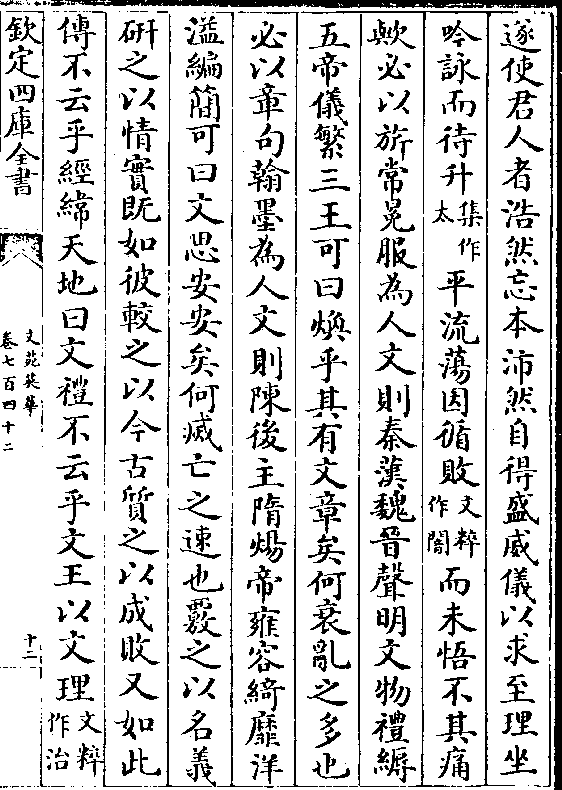 遂使君人者浩然忘本沛然自得盛威儀以求至理坐
吟詠而待升集作太平流蕩因循敗文粹作闇而未悟不其痛
歟必以旂常冕服為人文則秦漢魏晉聲明文物禮縟
五帝儀繁三王可曰煥乎其有文章矣何衰亂之多也
必以章句翰墨為人文則陳後主隋煬帝雍容綺靡洋
溢編簡可曰文思安安矣何滅亡之速也覈之以名義
研之以情實既如彼較之以今古質之以成敗又如此
傳不云乎經緯天地曰文禮不云乎文王以文理文粹作治
欽定四庫全書
文苑英華
卷七百四十二
十二